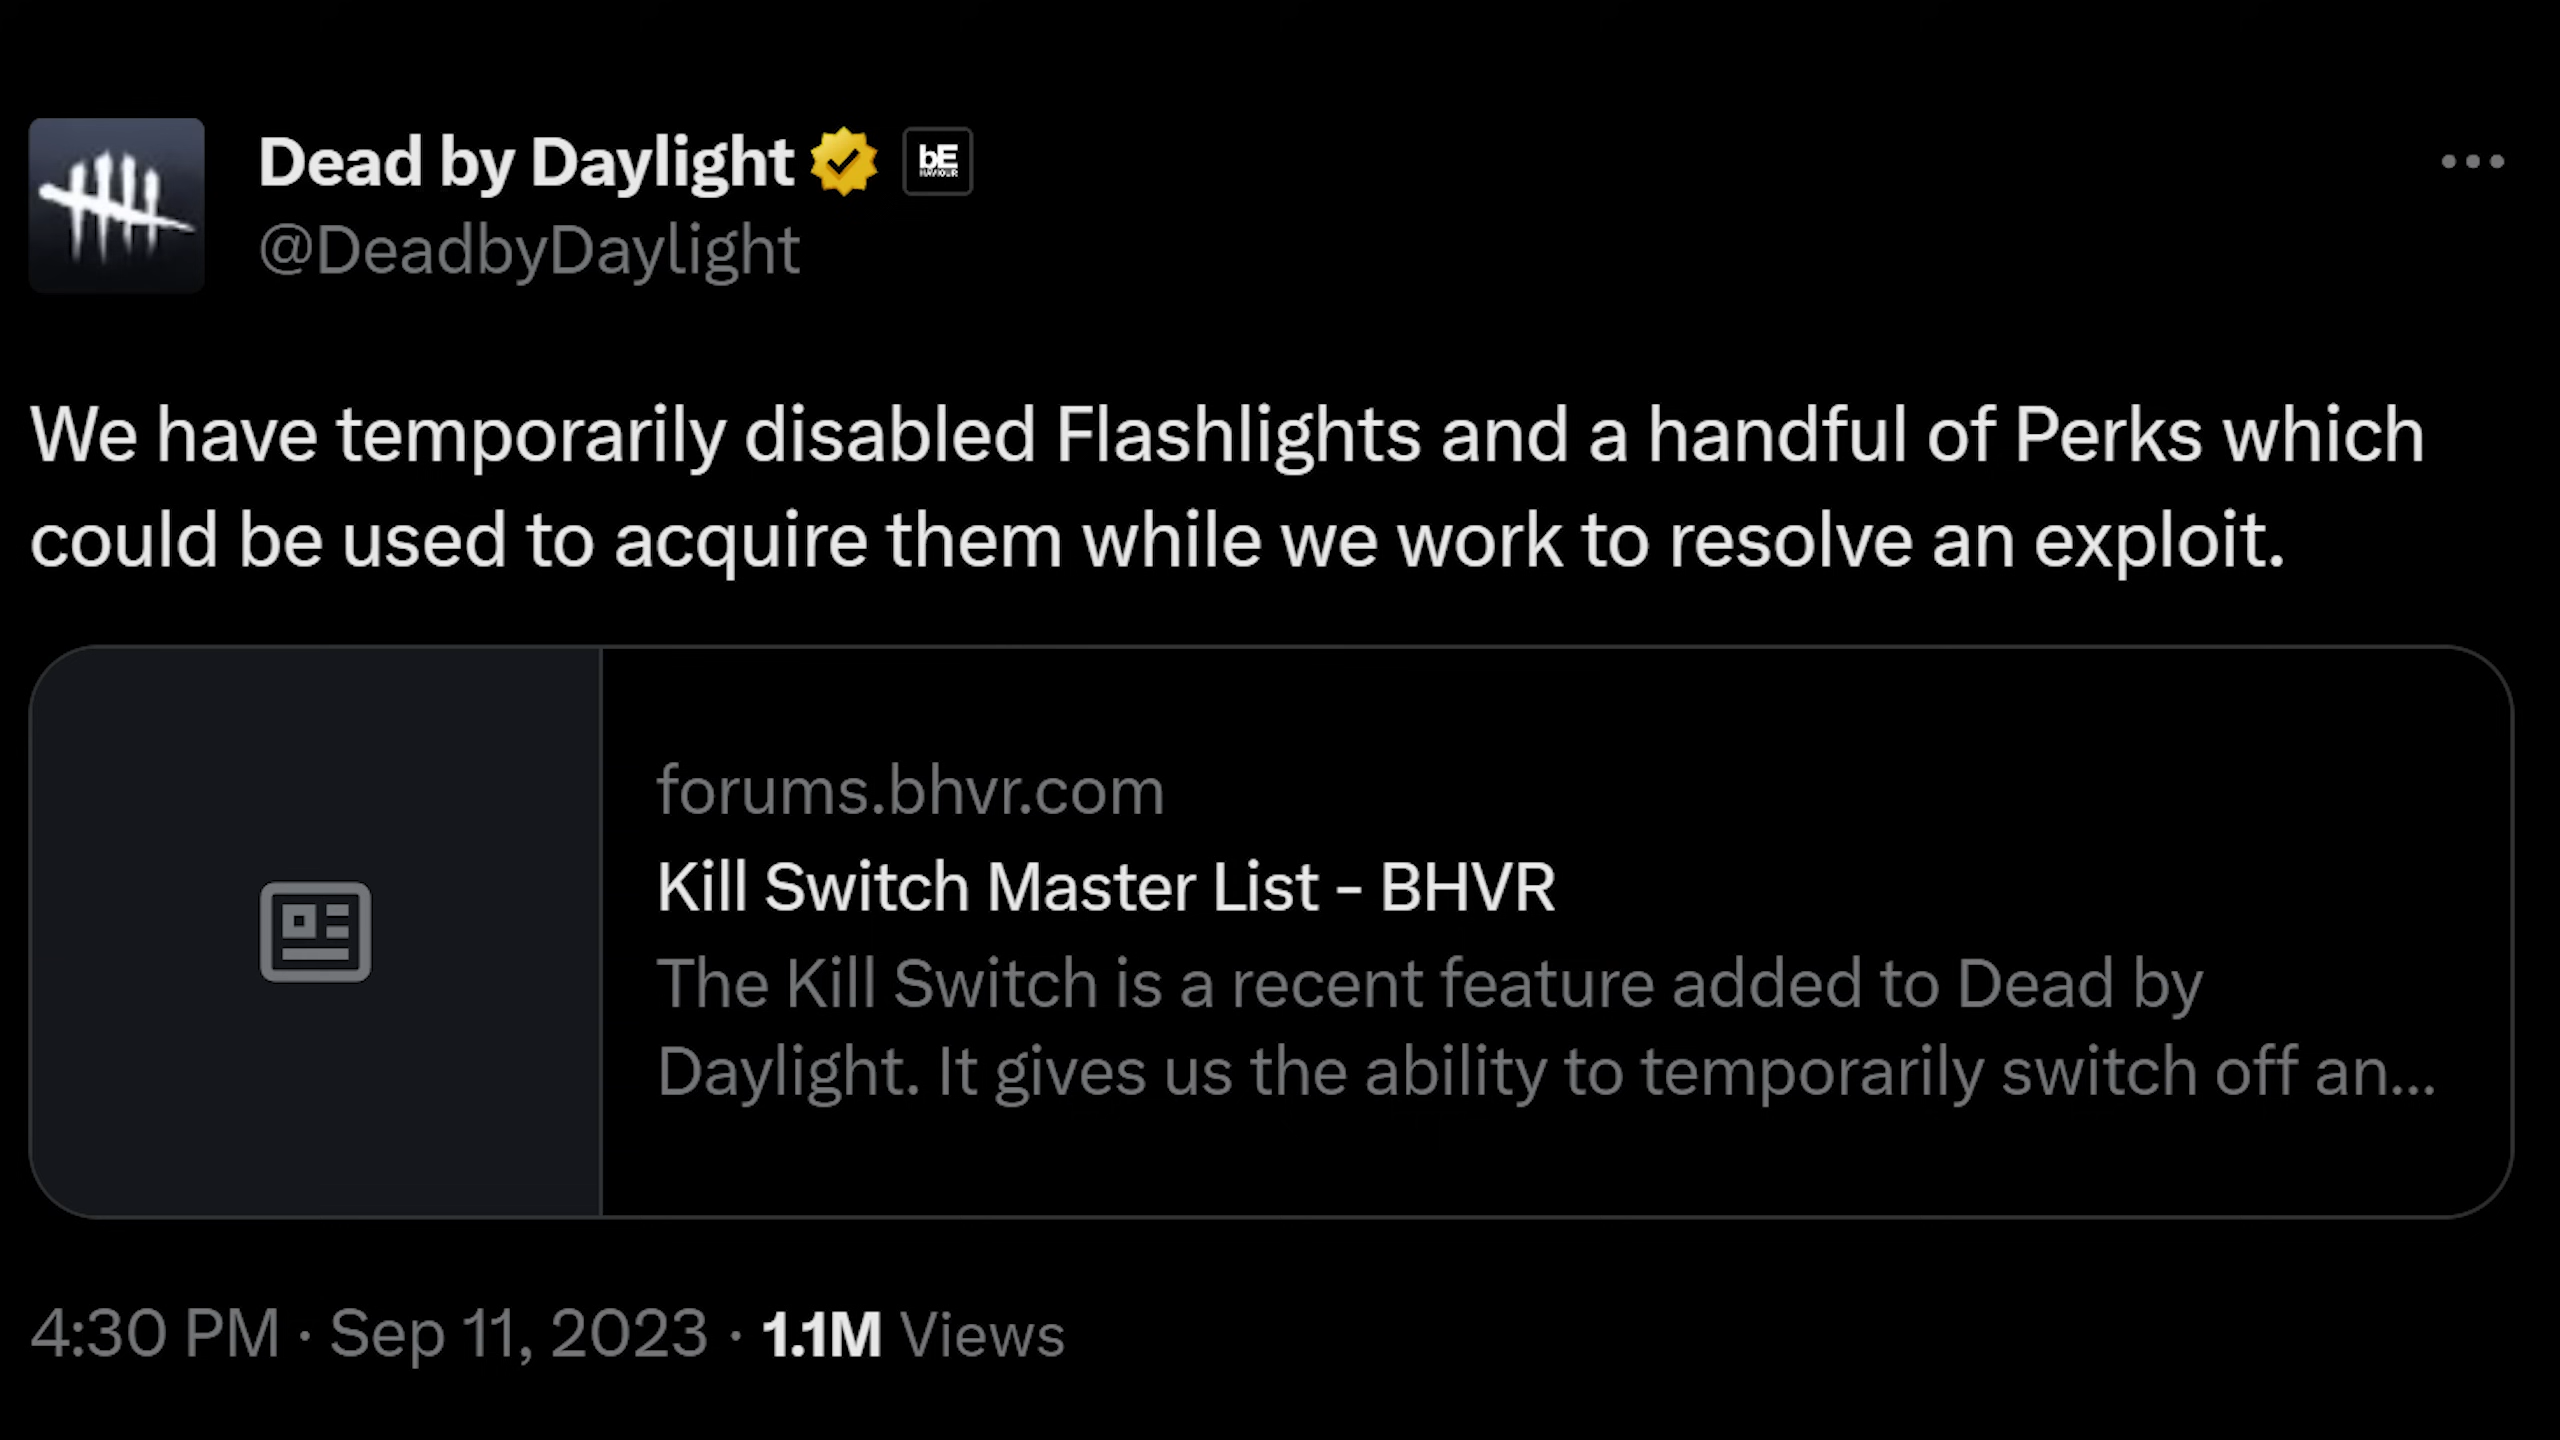 Dead by Daylight
bE
HAVIOUR
@DeadbyDaylight
We have temporarily disabled Flashlights and a handful of Perks which
could be used to acquire them while we work to resolve an exploit.
forums.bhvr.com
Kill Switch Master List - BHVR
The Kill Switch is a recent feature added to Dead by
Daylight. It gives us the ability to temporarily switch off an...
4:30 PM · Sep 11, 2023 · 1.1M Views